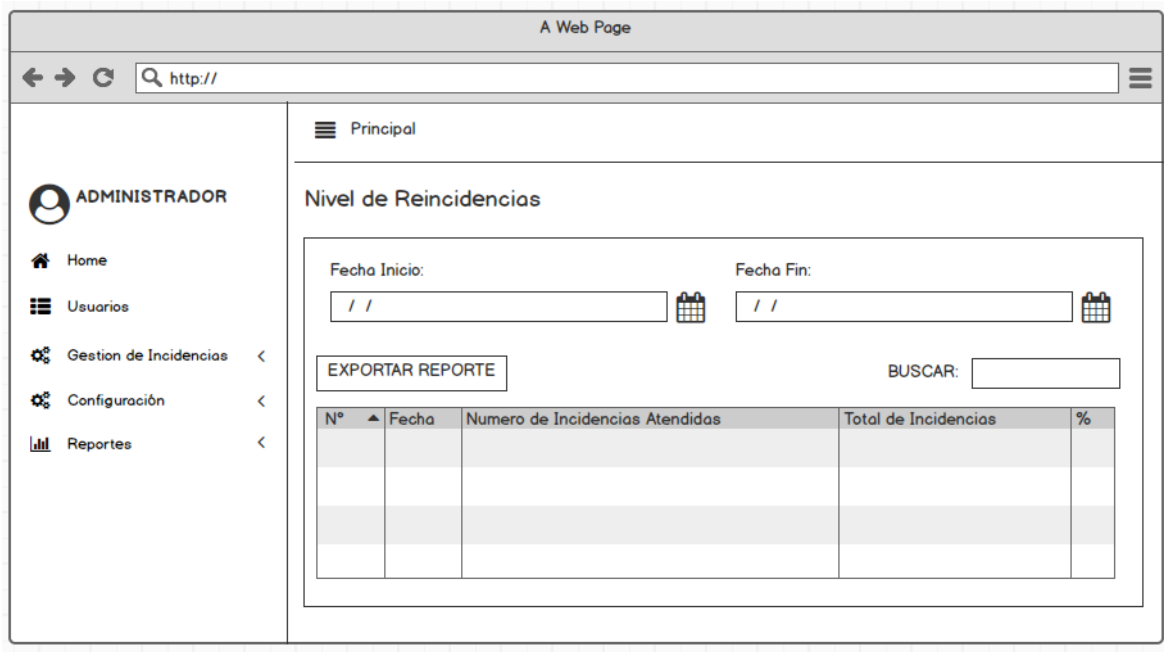 A Web Page
http://
Principal
ADMINISTRADOR
Home
Usuarios
Gestion de Incidencias <
Configuración <
Reportes <
Nivel de Reincidencias
Fecha Inicio: Fecha Fin:
/ / / /
EXPORTAR REPORTE BUSCAR:
N° Fecha Numero de Incidencias Atendidas Total de Incidencias %